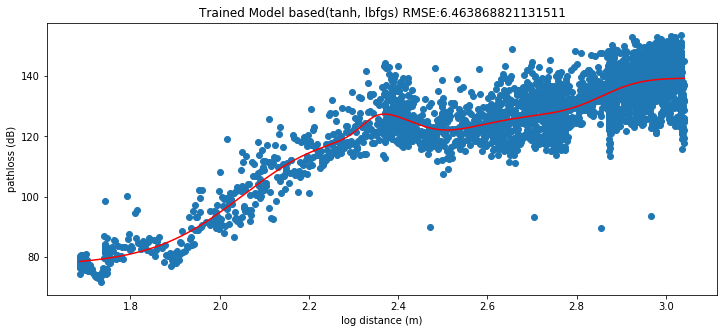 Trained Model based(tanh, lbfgs) RMSE:6.463868821131511
pathloss (dB)
140
120
100
80
1.8 2.0 2.2 2.4 2.6 2.8 3.0
log distance (m)